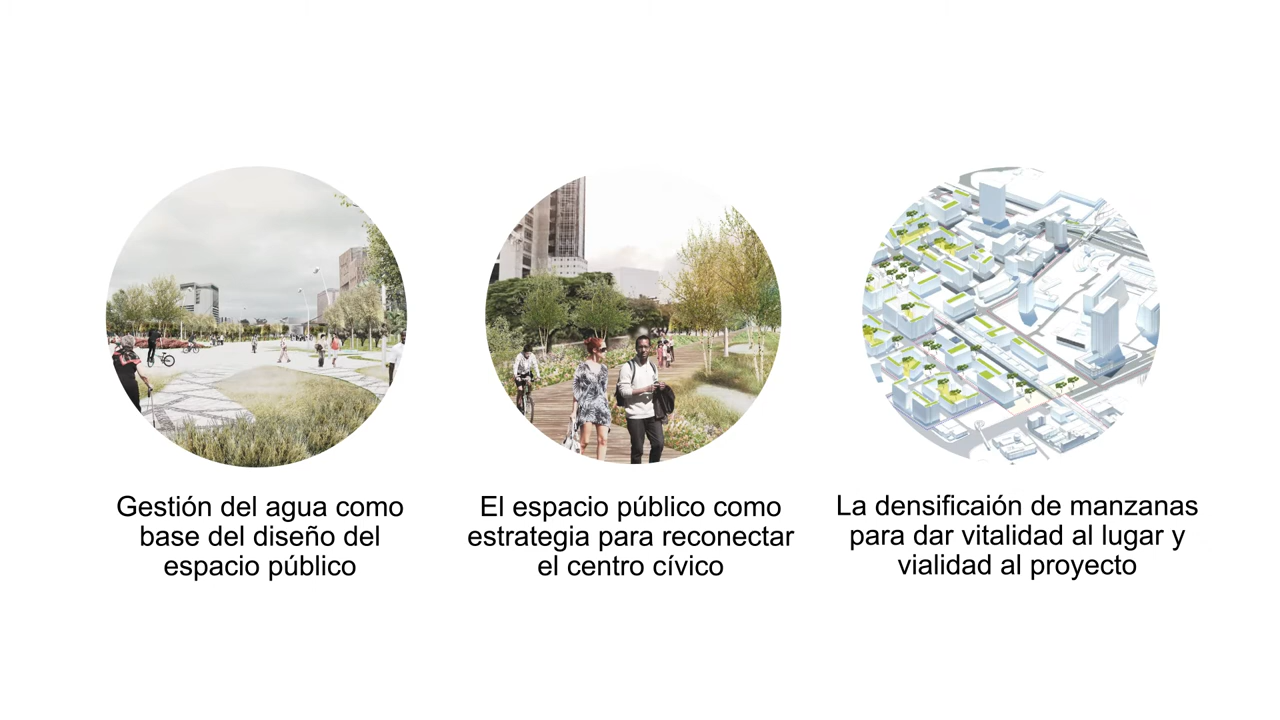 Gestión del agua como
base del diseño del
espacio público
El espacio público como
estrategia para reconectar
el centro cívico
La densificaión de manzanas
para dar vitalidad al lugar y
vialidad al proyecto